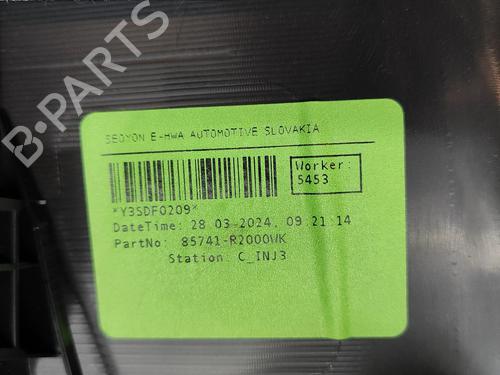 SEOYON E-HWA AUTOMOTIVE SLOVAKIA
Worker:
5453
*Y3SDF0209*
DateTime: 28.03-2024, 09:21:14
PartNo: 85741-R2000WK
Station: C_INJ3
B-Parts